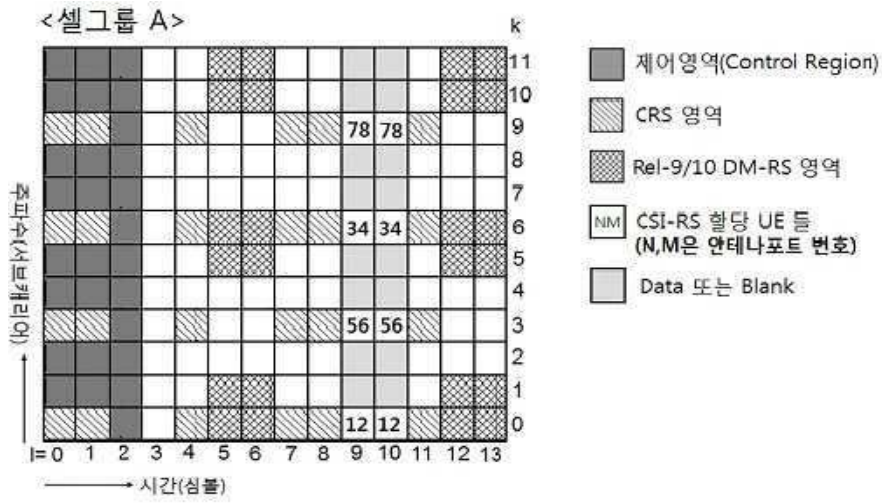 <셀그룹 A>
k
11
10
78 78 9
8
7
34 34 6
5
4
56 56 3
2
1
12 12 0
l= 0 1 2 3 4 5 6 7 8 9 10 11 12 13
시간(심볼)
주파수(서브캐리어)
제어영역(Control Region)
CRS 영역
Rel-9/10 DM-RS 영역
NM CSI-RS 할당 UE 들
(N,M은 안테나포트 번호)
Data 또는 Blank